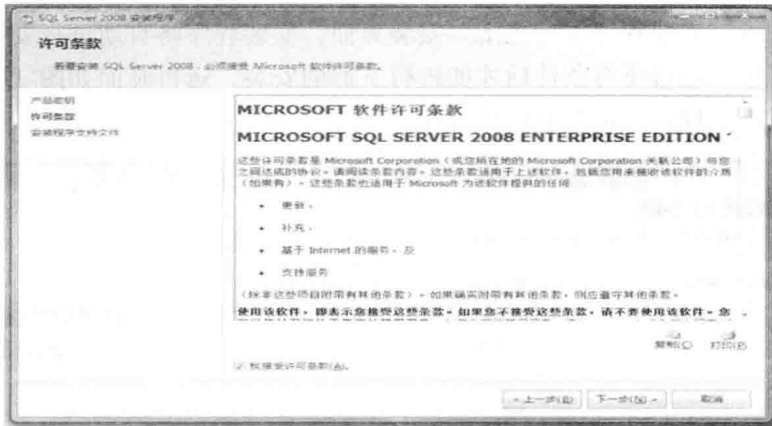 SQL Server 2008 安装程序
许可条款
若要安装 SQL Server 2008，必须接受 Microsoft 软件许可条款。
产品密钥
许可条款
安装程序支持文件
MICROSOFT 软件许可条款
MICROSOFT SQL SERVER 2008 ENTERPRISE EDITION
这些许可条款是 Microsoft Corporation（或您所在地的 Microsoft Corporation 关联公司）与您
之间达成的协议。请阅读条款内容。这些条款适用于上述软件，包括您用来接收该软件的介质
（如果有）。这些条款也适用于 Microsoft 为该软件提供的任何
• 更新、
• 补充、
• 基于 Internet 的服务，及
• 支持服务
（除非这些项目附带有其他条款）。如果确实附带有其他条款，则应遵守其他条款。
使用该软件，即表示您接受这些条款。如果您不接受这些条款，请不要使用该软件。您
复制(C) 打印(P)
我接受许可条款(A)。
< 上一步(B) 下一步(N) > 取消